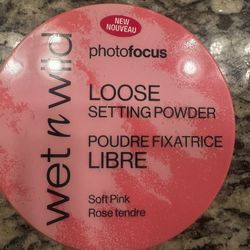 NEW
NOUVEAU
photofocus
wet n wild
LOOSE
SETTING POWDER
POUDRE FIXATRICE
LIBRE
Soft Pink
Rose tendre